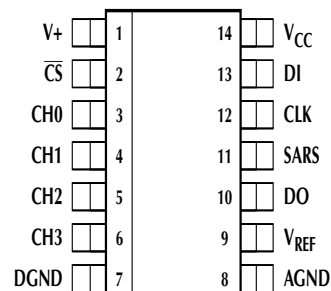 V+ 1 14 VCC
CS 2 13 DI
CH0 3 12 CLK
CH1 4 11 SARS
CH2 5 10 DO
CH3 6 9 VREF
DGND 7 8 AGND